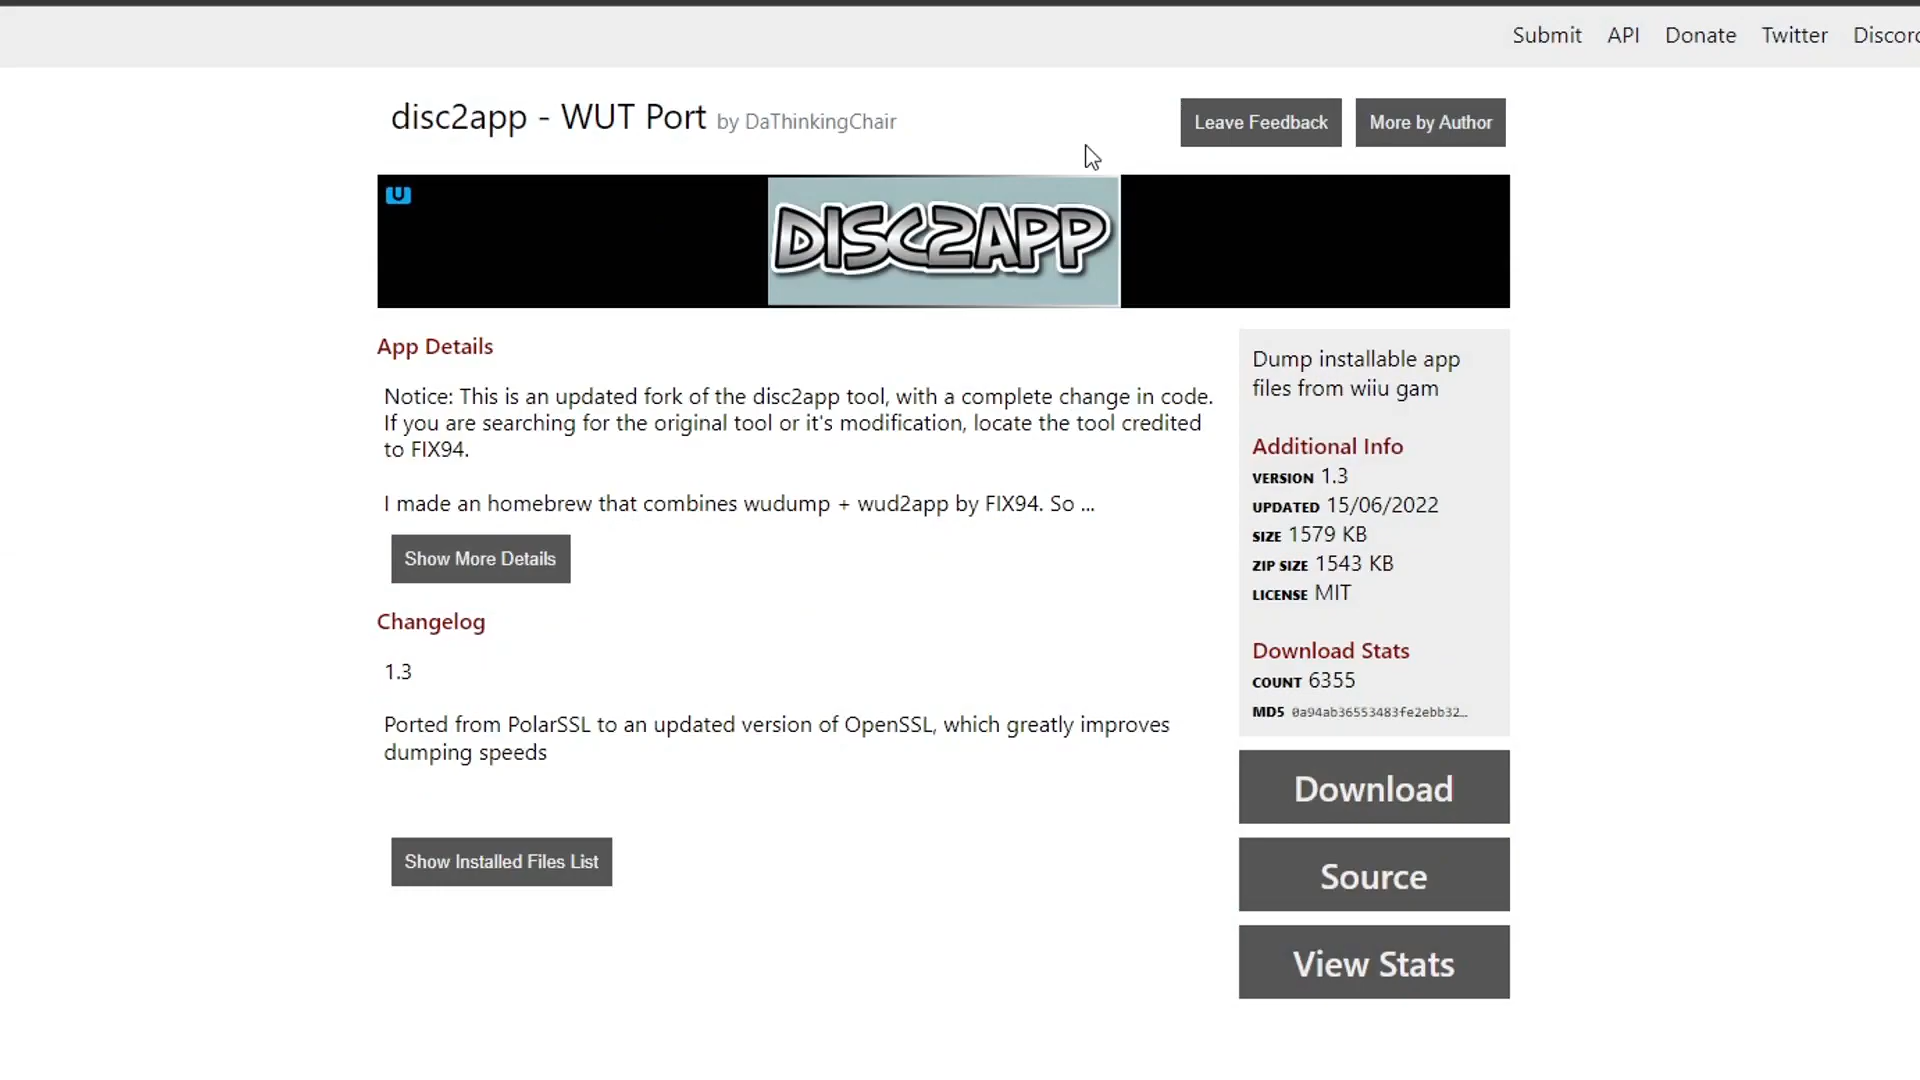 Submit API Donate Twitter Discord
disc2app - WUT Port by DaThinkingChair
Leave Feedback
More by Author
U
DISC2APP
App Details
Notice: This is an updated fork of the disc2app tool, with a complete change in code.
If you are searching for the original tool or it's modification, locate the tool credited
to FIX94.
I made an homebrew that combines wudump + wud2app by FIX94. So ...
Show More Details
Changelog
1.3
Ported from PolarSSL to an updated version of OpenSSL, which greatly improves
dumping speeds
Show Installed Files List
Dump installable app
files from wiiu gam
Additional Info
VERSION 1.3
UPDATED 15/06/2022
SIZE 1579 KB
ZIP SIZE 1543 KB
LICENSE MIT
Download Stats
COUNT 6355
MD5 0a94ab36553483fe2ebb32...
Download
Source
View Stats